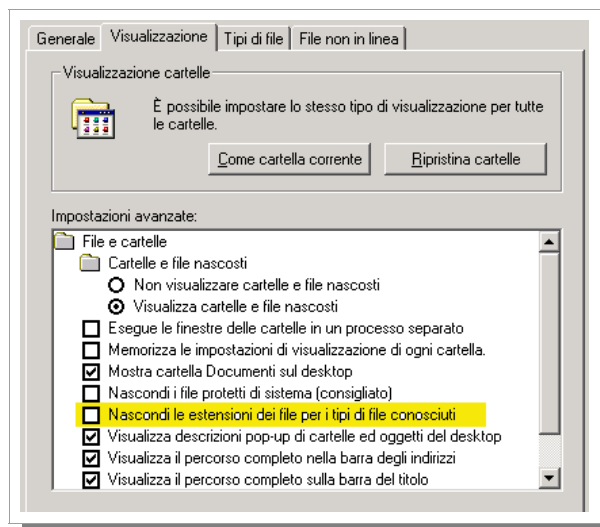 Generale Visualizzazione Tipi di file File non in linea
Visualizzazione cartelle
È possibile impostare lo stesso tipo di visualizzazione per tutte
le cartelle.
Come cartella corrente Ripristina cartelle
Impostazioni avanzate:
File e cartelle
Cartelle e file nascosti
Non visualizzare cartelle e file nascosti
Visualizza cartelle e file nascosti
Esegue le finestre delle cartelle in un processo separato
Memorizza le impostazioni di visualizzazione di ogni cartella.
Mostra cartella Documenti sul desktop
Nascondi i file protetti di sistema (consigliato)
Nascondi le estensioni dei file per i tipi di file conosciuti
Visualizza descrizioni pop-up di cartelle ed oggetti del desktop
Visualizza il percorso completo nella barra degli indirizzi
Visualizza il percorso completo sulla barra del titolo